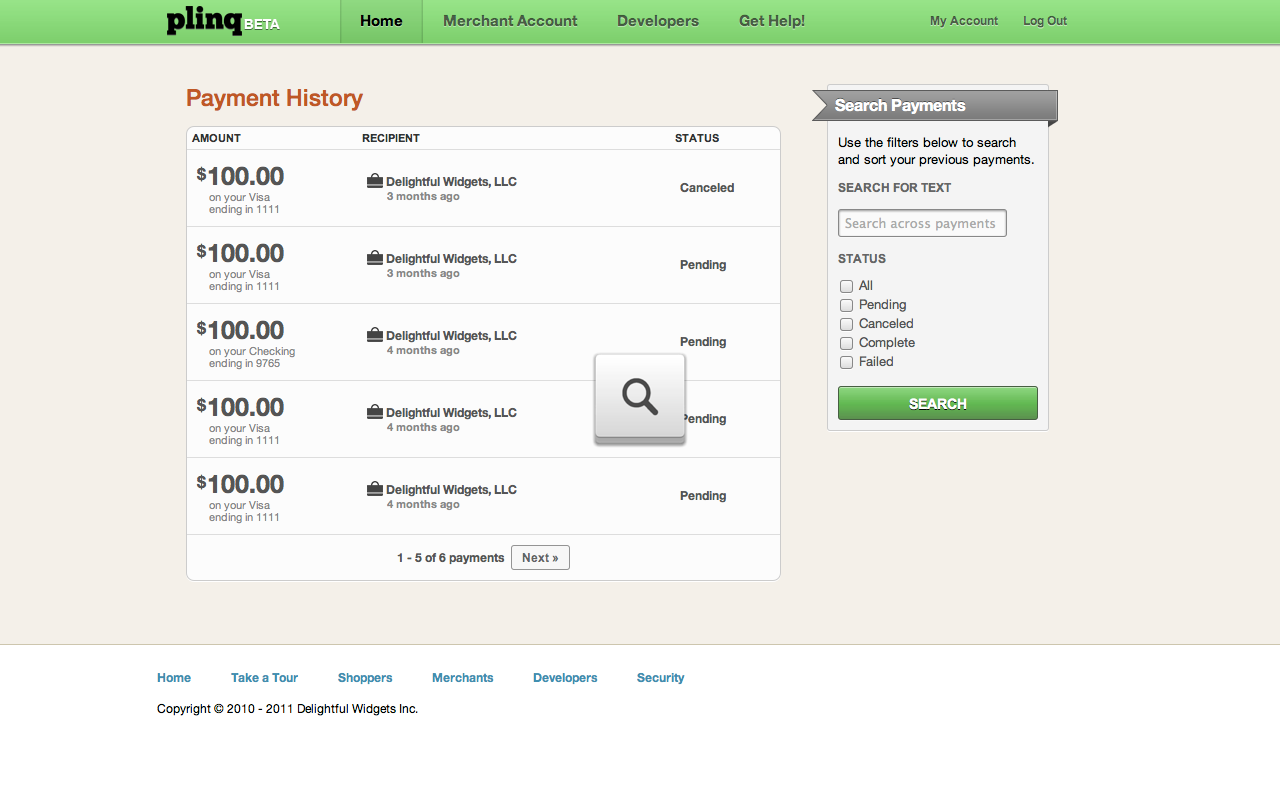 plinq BETA
Home Merchant Account Developers Get Help! My Account Log Out
Payment History
AMOUNT RECIPIENT STATUS
$100.00
on your Visa
ending in 1111
Delightful Widgets, LLC
3 months ago
Canceled
$100.00
on your Visa
ending in 1111
Delightful Widgets, LLC
3 months ago
Pending
$100.00
on your Checking
ending in 9765
Delightful Widgets, LLC
4 months ago
Pending
$100.00
on your Visa
ending in 1111
Delightful Widgets, LLC
4 months ago
Pending
$100.00
on your Visa
ending in 1111
Delightful Widgets, LLC
4 months ago
Pending
1 - 5 of 6 payments Next »
Search Payments
Use the filters below to search
and sort your previous payments.
SEARCH FOR TEXT
Search across payments
STATUS
All
Pending
Canceled
Complete
Failed
SEARCH
Home Take a Tour Shoppers Merchants Developers Security
Copyright © 2010 - 2011 Delightful Widgets Inc.